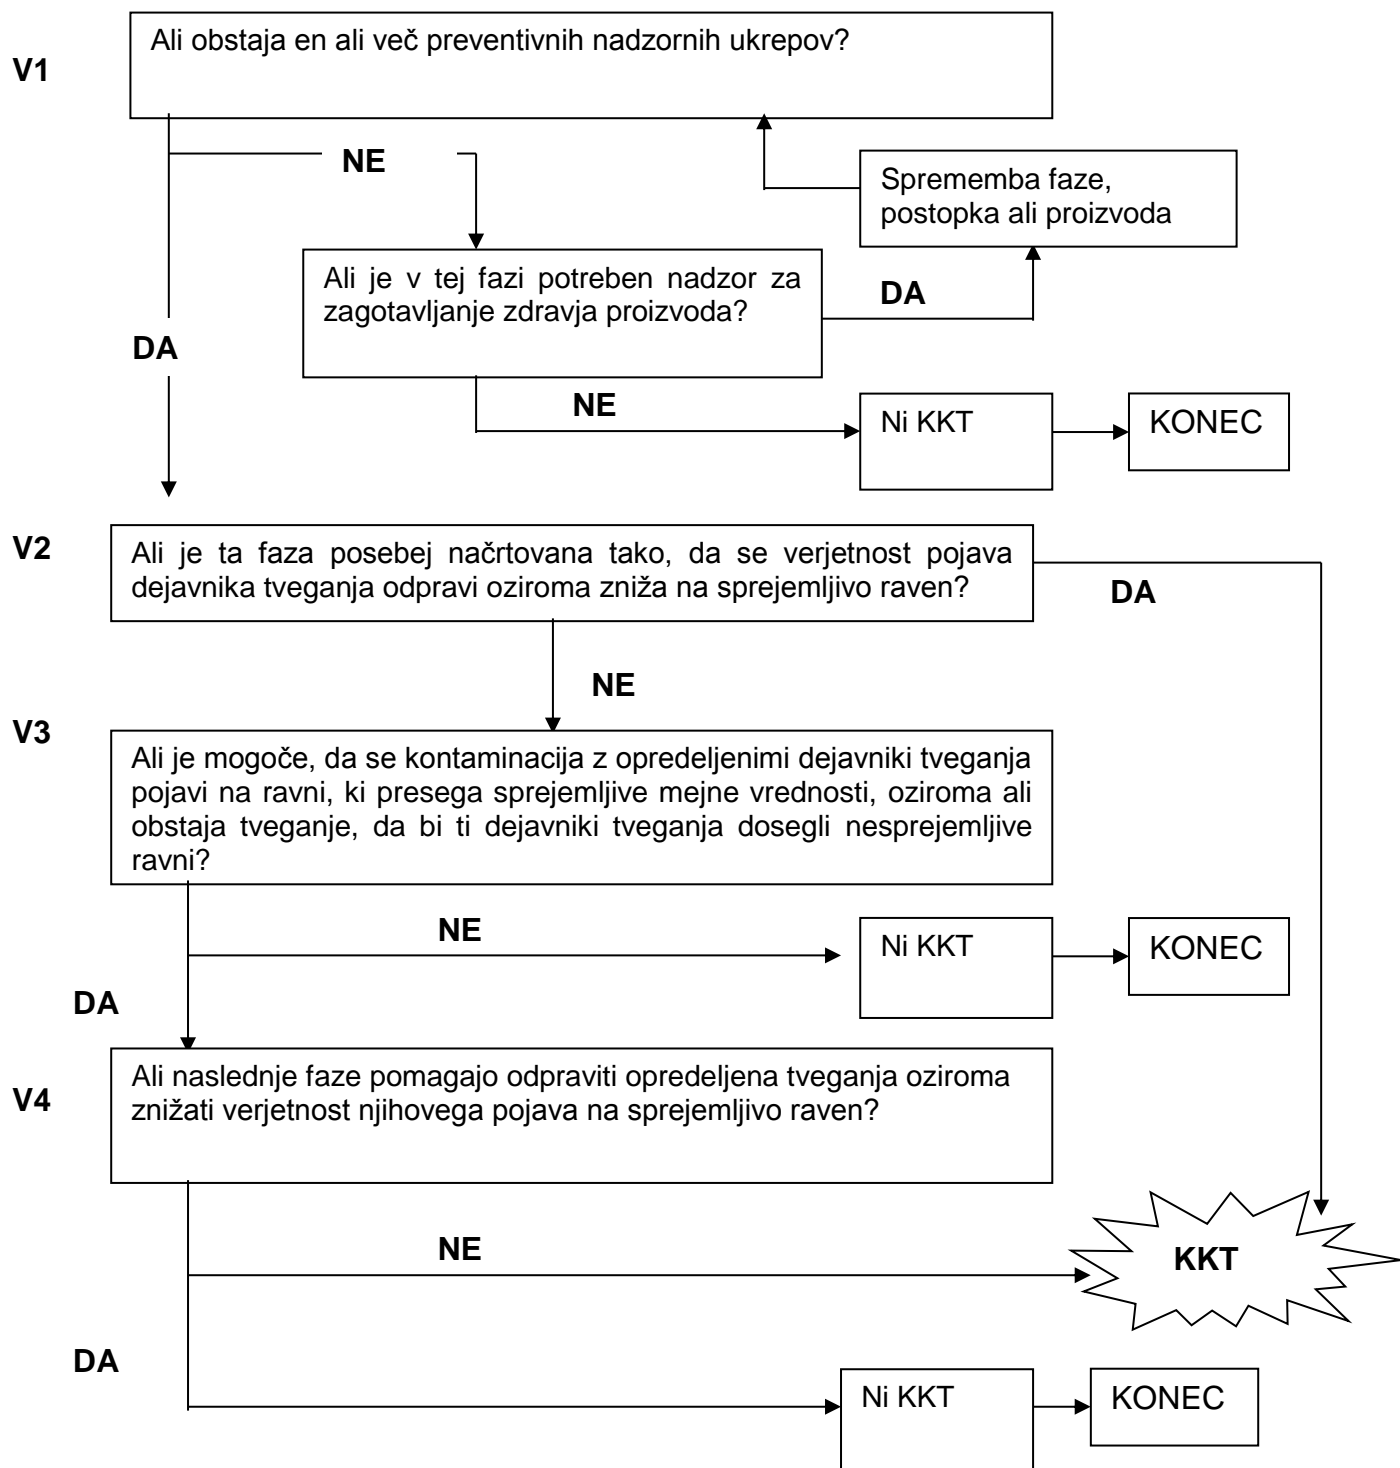 Ali obstaja en ali več preventivnih nadzornih ukrepov?
V1
NE
Sprememba faze,
postopka ali proizvoda
Ali je v tej fazi potreben nadzor za
zagotavljanje zdravja proizvoda?
DA
DA
NE
Ni KKT
KONEC
V2
Ali je ta faza posebej načrtovana tako, da se verjetnost pojava
dejavnika tveganja odpravi oziroma zniža na sprejemljivo raven?
DA
NE
V3
Ali je mogoče, da se kontaminacija z opredeljenimi dejavniki tveganja
pojavi na ravni, ki presega sprejemljive mejne vrednosti, oziroma ali
obstaja tveganje, da bi ti dejavniki tveganja dosegli nesprejemljive
ravni?
NE
Ni KKT
KONEC
DA
V4
Ali naslednje faze pomagajo odpraviti opredeljena tveganja oziroma
znižati verjetnost njihovega pojava na sprejemljivo raven?
NE
KKT
DA
Ni KKT
KONEC